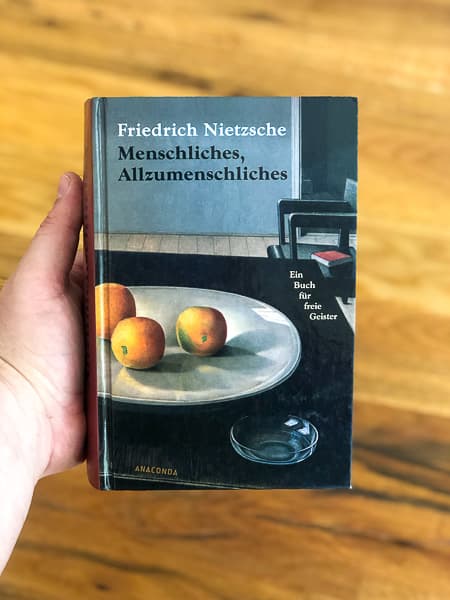 Friedrich Nietzsche
Menschliches,
Allzumenschliches
Ein
Buch
für
freie
Geister
ANACONDA